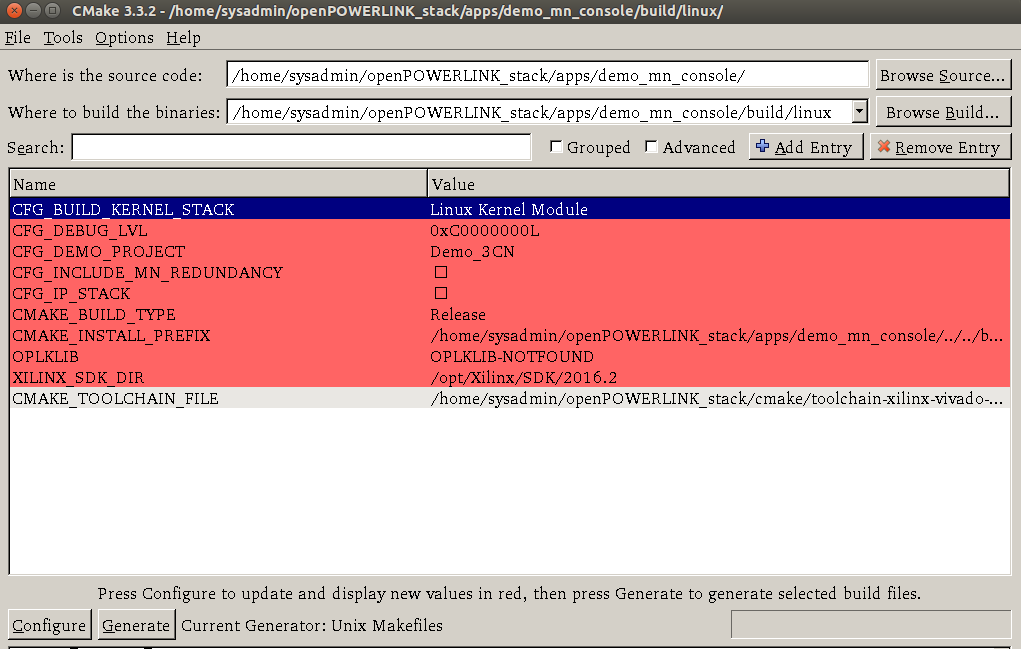 CMake 3.3.2 - /home/sysadmin/openPOWERLINK_stack/apps/demo_mn_console/build/linux/
File Tools Options Help
Where is the source code: /home/sysadmin/openPOWERLINK_stack/apps/demo_mn_console/ Browse Source...
Where to build the binaries: /home/sysadmin/openPOWERLINK_stack/apps/demo_mn_console/build/linux Browse Build...
Search: Grouped Advanced Add Entry Remove Entry
Name Value
CFG_BUILD_KERNEL_STACK Linux Kernel Module
CFG_DEBUG_LVL 0xC0000000L
CFG_DEMO_PROJECT Demo_3CN
CFG_INCLUDE_MN_REDUNDANCY
CFG_IP_STACK
CMAKE_BUILD_TYPE Release
CMAKE_INSTALL_PREFIX /home/sysadmin/openPOWERLINK_stack/apps/demo_mn_console/../../b...
OPLKLIB OPLKLIB-NOTFOUND
XILINX_SDK_DIR /opt/Xilinx/SDK/2016.2
CMAKE_TOOLCHAIN_FILE /home/sysadmin/openPOWERLINK_stack/cmake/toolchain-xilinx-vivado-...
Press Configure to update and display new values in red, then press Generate to generate selected build files.
Configure Generate Current Generator: Unix Makefiles